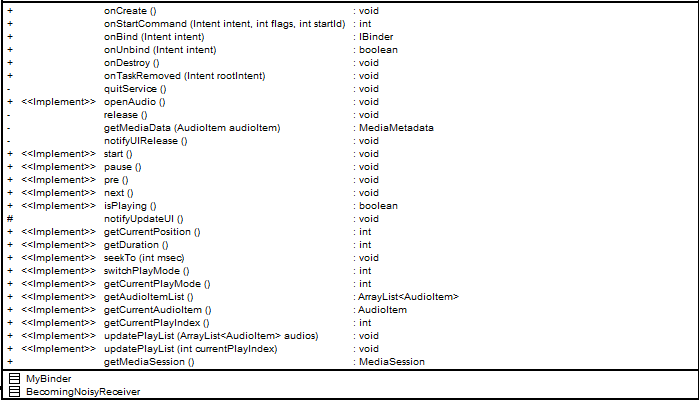 + onCreate () : void
+ onStartCommand (Intent intent, int flags, int startId) : int
+ onBind (Intent intent) : IBinder
+ onUnbind (Intent intent) : boolean
+ onDestroy () : void
+ onTaskRemoved (Intent rootIntent) : void
- quitService () : void
+ <<Implement>> openAudio () : void
- release () : void
- getMediaData (AudioItem audioItem) : MediaMetadata
- notifyUIRelease () : void
+ <<Implement>> start () : void
+ <<Implement>> pause () : void
+ <<Implement>> pre () : void
+ <<Implement>> next () : void
+ <<Implement>> isPlaying () : boolean
# notifyUpdateUI () : void
+ <<Implement>> getCurrentPosition () : int
+ <<Implement>> getDuration () : int
+ <<Implement>> seekTo (int msec) : void
+ <<Implement>> switchPlayMode () : int
+ <<Implement>> getCurrentPlayMode () : int
+ <<Implement>> getAudioItemList () : ArrayList<AudioItem>
+ <<Implement>> getCurrentAudioItem () : AudioItem
+ <<Implement>> getCurrentPlayIndex () : int
+ <<Implement>> updatePlayList (ArrayList<AudioItem> audios) : void
+ <<Implement>> updatePlayList (int currentPlayIndex) : void
+ getMediaSession () : MediaSession
MyBinder
BecomingNoisyReceiver